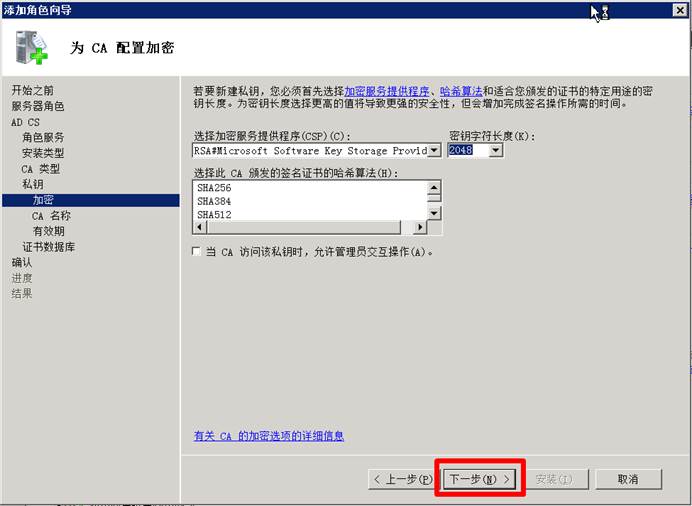 添加角色向导
为 CA 配置加密
开始之前
服务器角色
AD CS
角色服务
安装类型
CA 类型
私钥
加密
CA 名称
有效期
证书数据库
确认
进度
结果
若要新建私钥，您必须首先选择加密服务提供程序、哈希算法和适合您颁发的证书的特定用途的密
钥长度。为密钥长度选择更高的值将导致更强的安全性，但会增加完成签名操作所需的时间。
选择加密服务提供程序(CSP)(C):
密钥字符长度(K):
RSA#Microsoft Software Key Storage Provid
2048
选择此 CA 颁发的签名证书的哈希算法(H):
SHA256
SHA384
SHA512
当 CA 访问该私钥时，允许管理员交互操作(A)。
有关 CA 的加密选项的详细信息
< 上一步(P)
下一步(N) >
安装(I)
取消